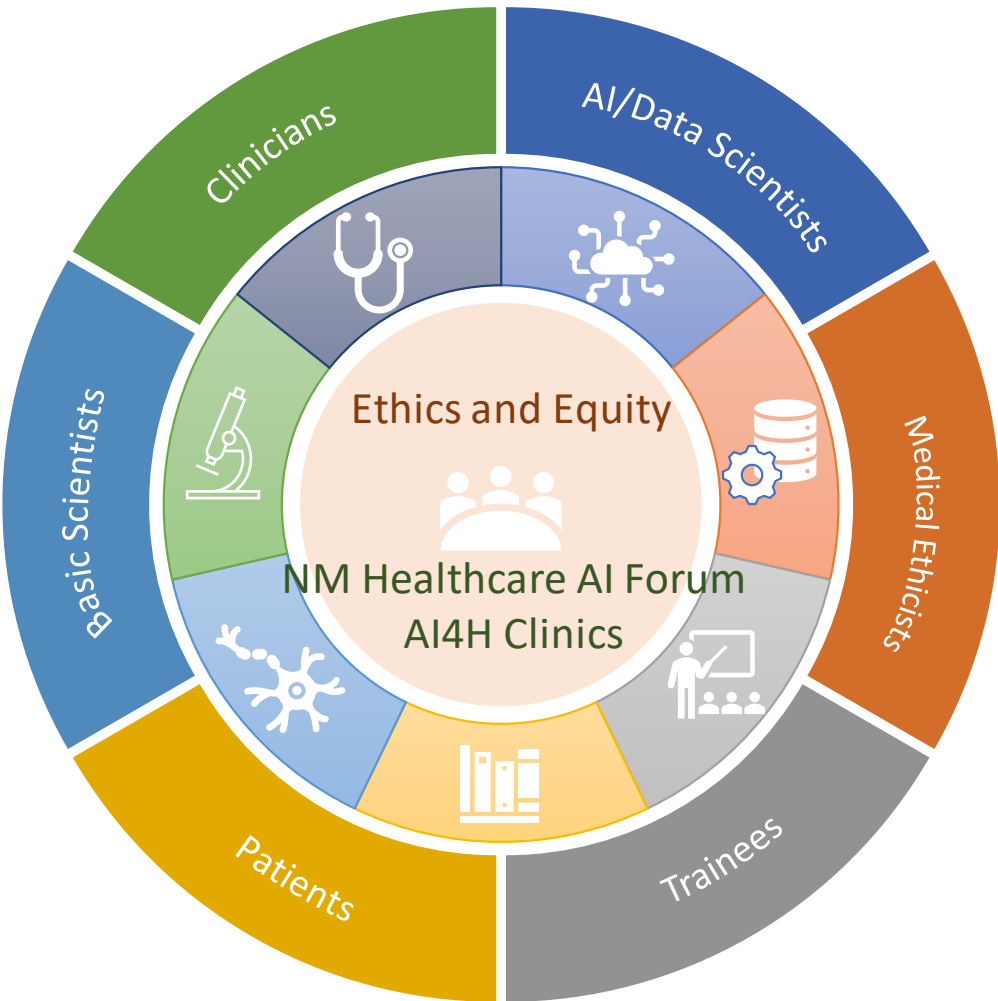 Clinicians
AI/Data Scientists
Medical Ethicists
Trainees
Patients
Basic Scientists
Ethics and Equity
NM Healthcare AI Forum
AI4H Clinics